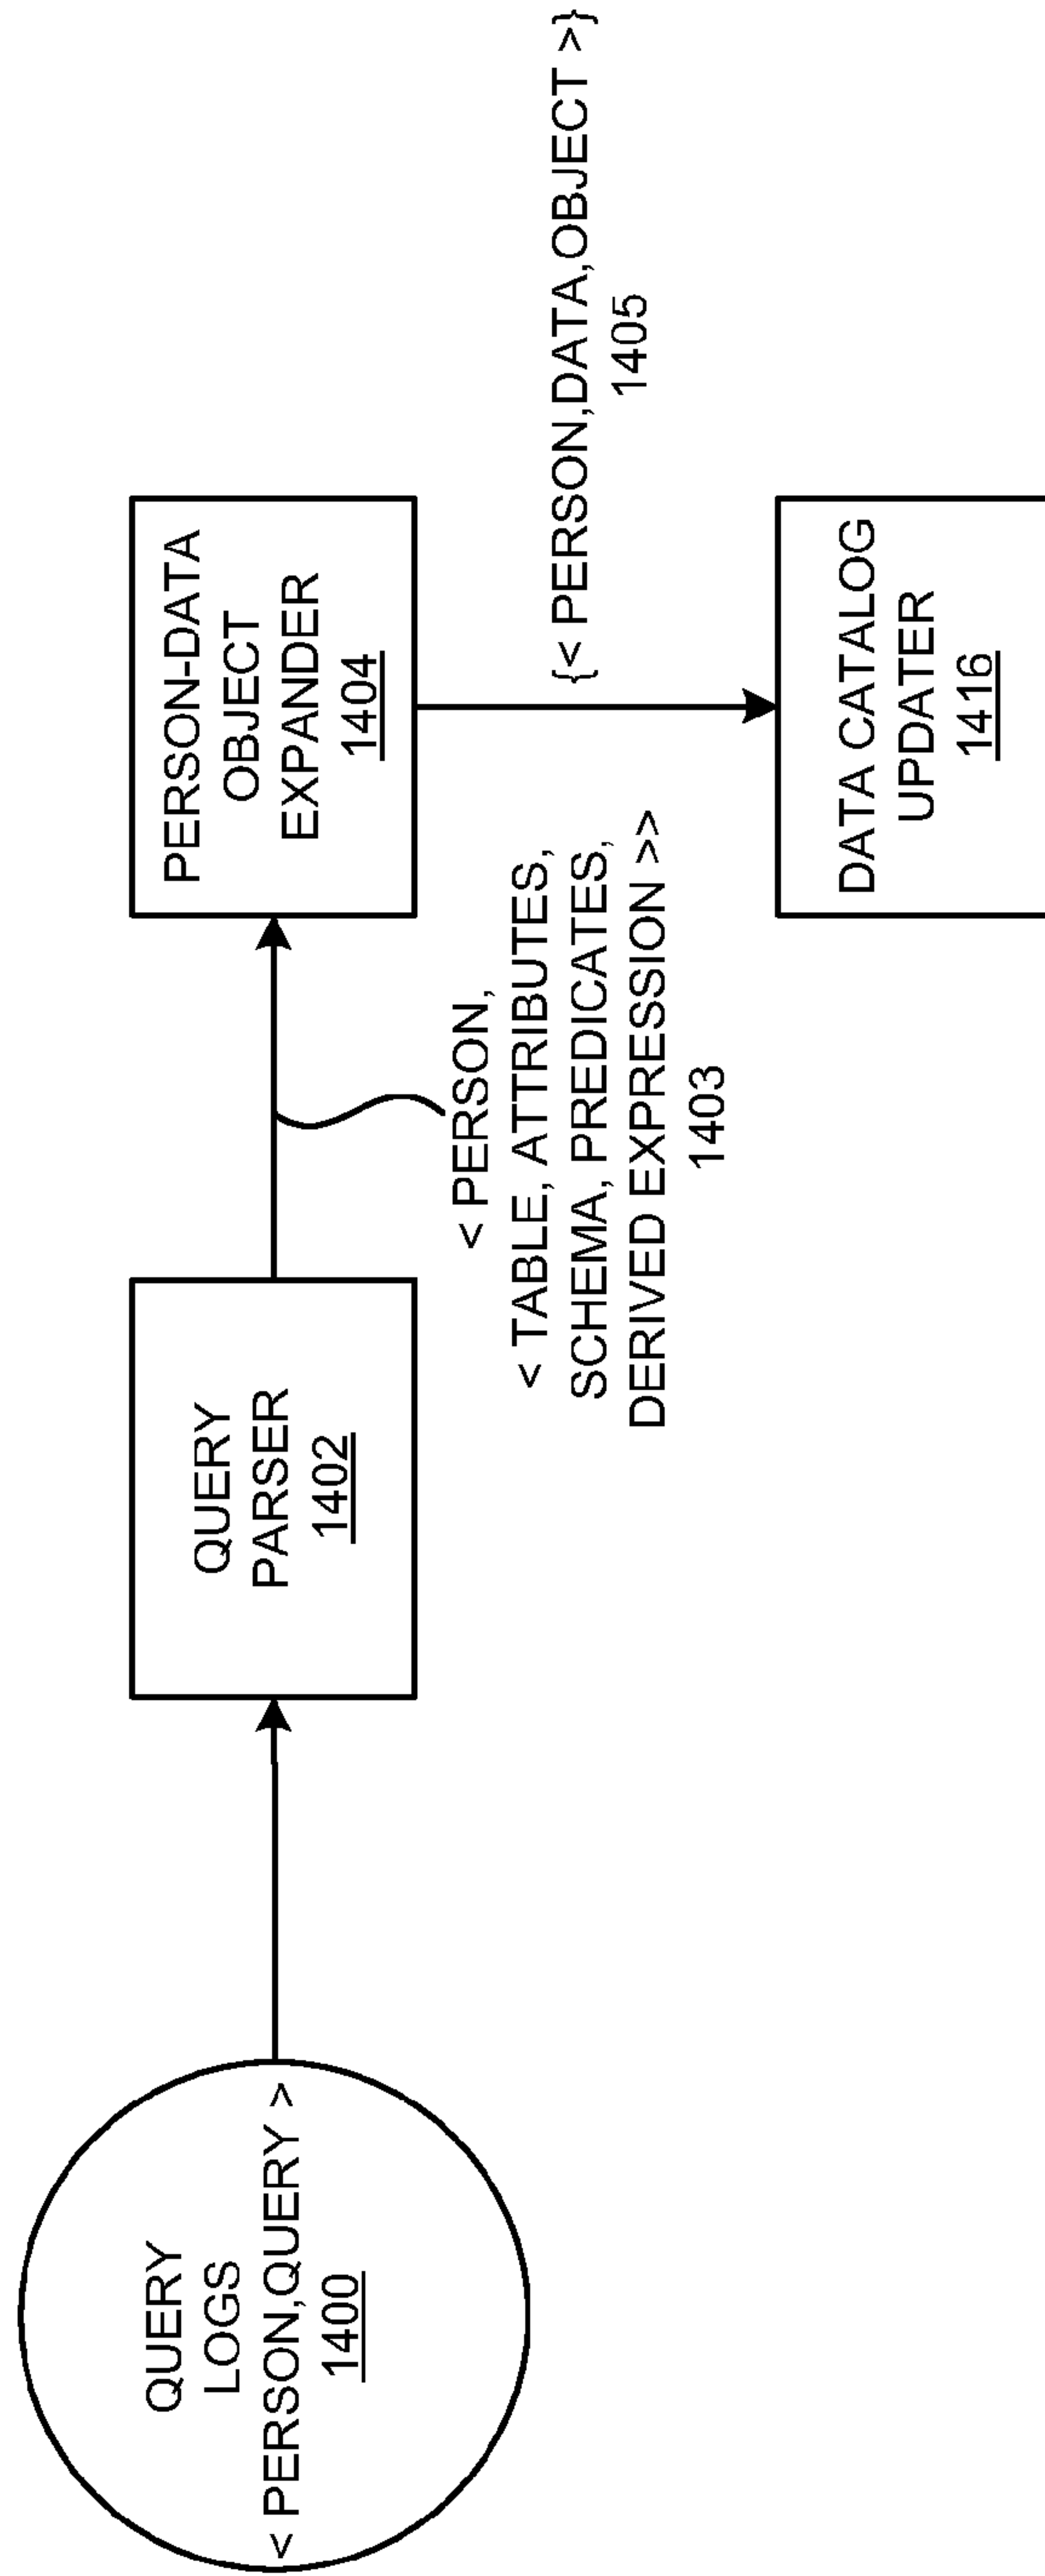 QUERY
LOGS
< PERSON,QUERY >
1400
QUERY
PARSER
1402
< PERSON,
< TABLE, ATTRIBUTES,
SCHEMA, PREDICATES,
DERIVED EXPRESSION >>
1403
PERSON-DATA
OBJECT
EXPANDER
1404
{< PERSON,DATA,OBJECT >}
1405
DATA CATALOG
UPDATER
1416